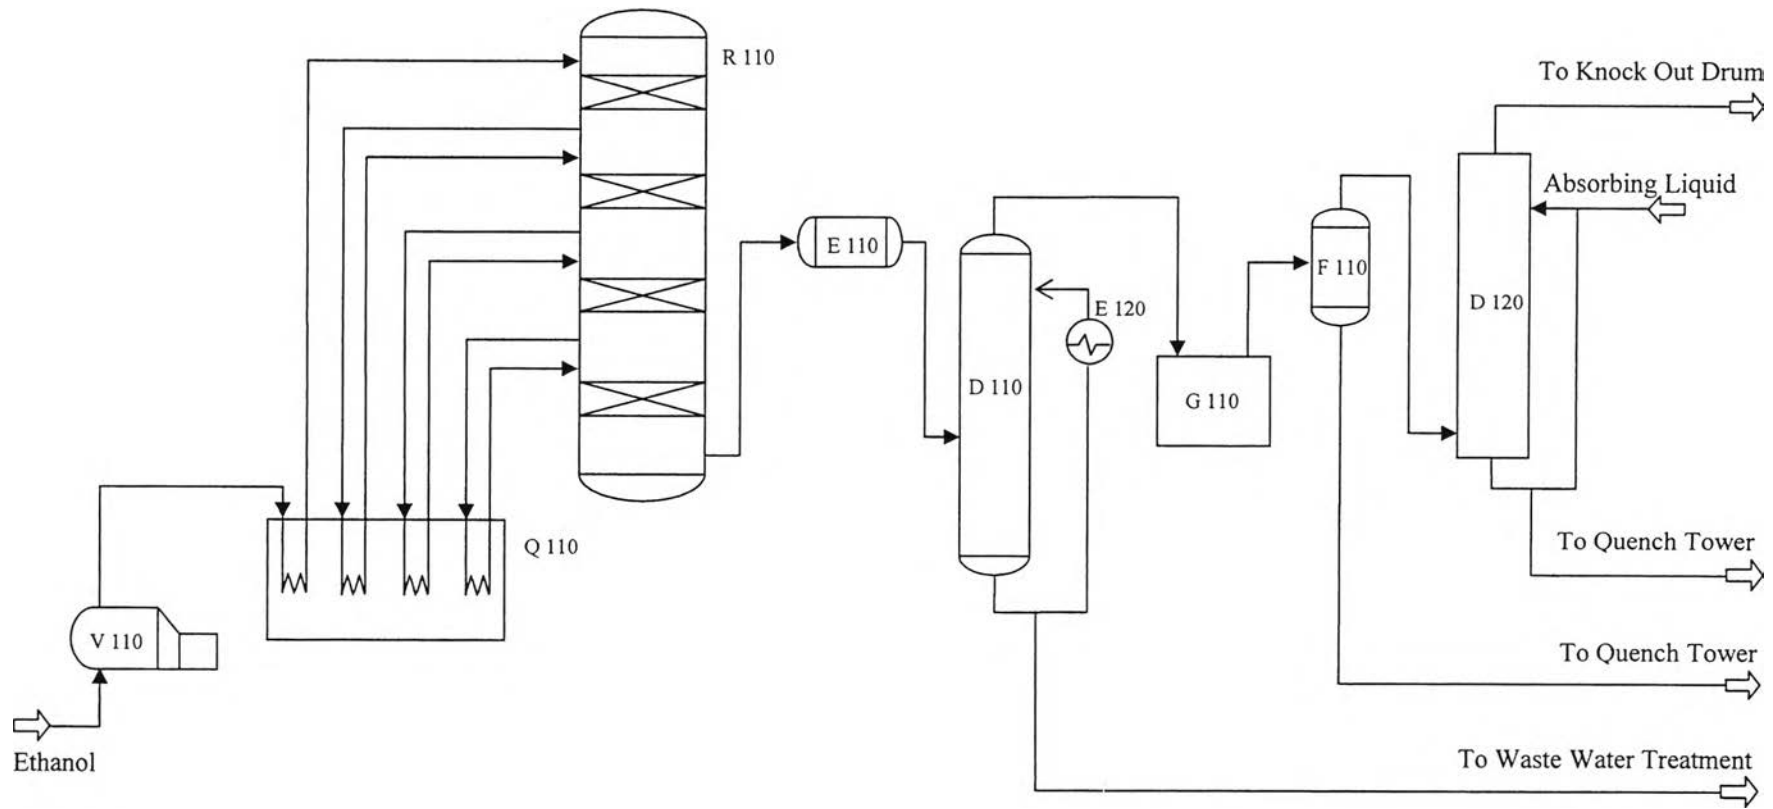 R 110
To Knock Out Drum
Absorbing Liquid
E 110
F 110
E 120
D 120
D 110
G 110
Q 110
To Quench Tower
V 110
To Quench Tower
Ethanol
To Waste Water Treatment